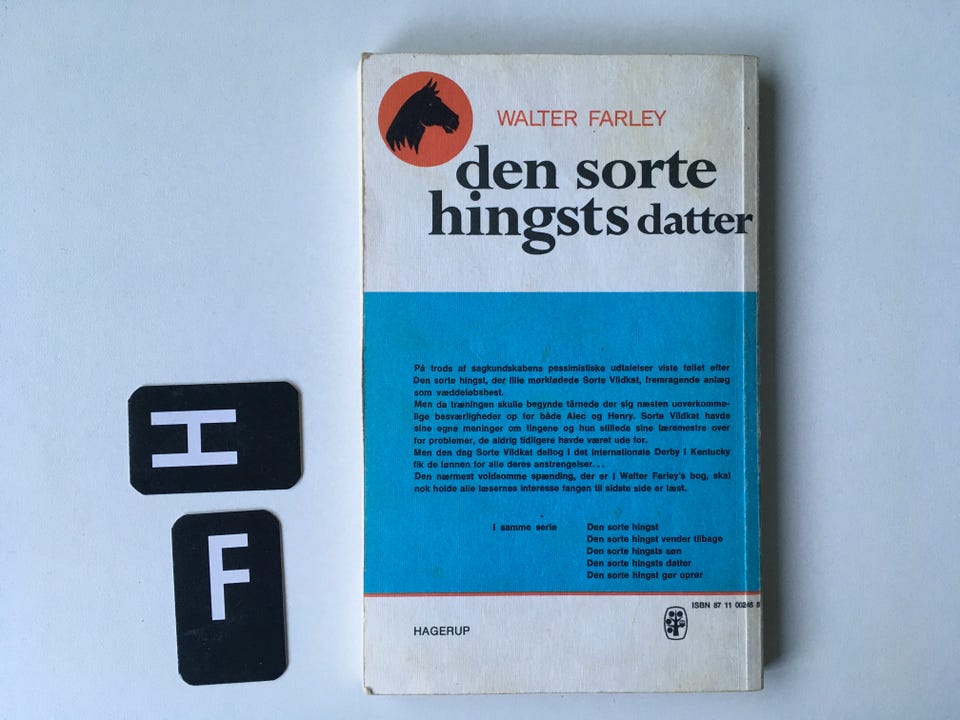 WALTER FARLEY
den sorte
hingsts datter
På trods af sagkundskabens pessimistiske udtalelser viste føllet efter
Den sorte hingst, der lille mørklødede Sorte Vildkat, fremragende anlæg
som væddeløbshest.
Men da træningen skulle begynde tårnede der sig næsten uoverkomme-
lige besværligheder op for både Alec og Henry. Sorte Vildkat havde
sine egne meninger om tingene og hun stillede sine læremestre over
for problemer, de aldrig tidligere havde været ude for.
Men den dag Sorte Vildkat deltog i det internationale Derby i Kentucky
fik de lønnen for alle deres anstrengelser...
Den nærmest voldsomme spænding, der er i Walter Farley's bog, skal
nok holde alle læsernes interesse fangen til sidste side er læst.
I samme serie
Den sorte hingst
Den sorte hingst vender tilbage
Den sorte hingsts søn
Den sorte hingsts datter
Den sorte hingst gør oprør
ISBN 87 11 00245 8
HAGERUP
H
F